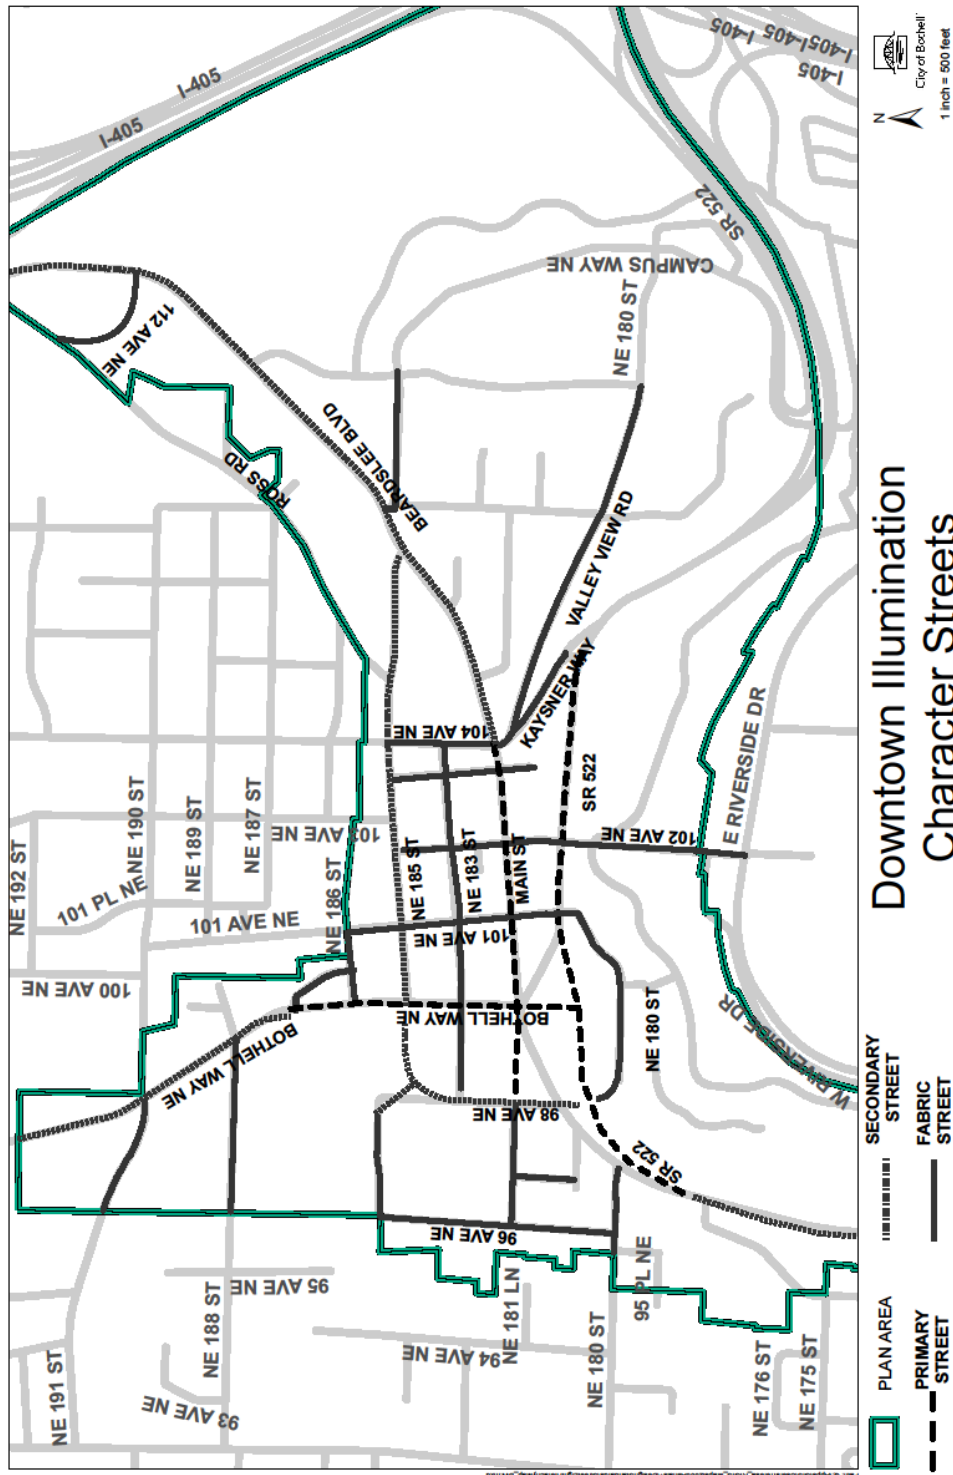 I-405
I-405
I-405
I-405
I-405
I-405
SR 522
CAMPUS WAY NE
NE 180 ST
112 AVE NE
BEARDSLEE BLVD
ROSS RD
VALLEY VIEW RD
KAYSNER WAY
104 AVE NE
SR 522
E RIVERSIDE DR
102 AVE NE
NE 192 ST
NE 190 ST
NE 189 ST
NE 187 ST
NE 186 ST
NE 185 ST
NE 183 ST
MAIN ST
101 PL NE
101 AVE NE
101 AVE NE
100 AVE NE
BOTHELL WAY NE
BOTHELL WAY NE
NE 180 ST
W RIVERSIDE DR
98 AVE NE
SR 522
96 AVE NE
95 AVE NE
95 PL NE
NE 188 ST
NE 181 LN
94 AVE NE
NE 180 ST
NE 191 ST
93 AVE NE
NE 176 ST
NE 175 ST
Downtown Illumination
Character Streets
PLAN AREA
PRIMARY
STREET
SECONDARY
STREET
FABRIC
STREET
N
City of Bothell
1 inch = 500 feet